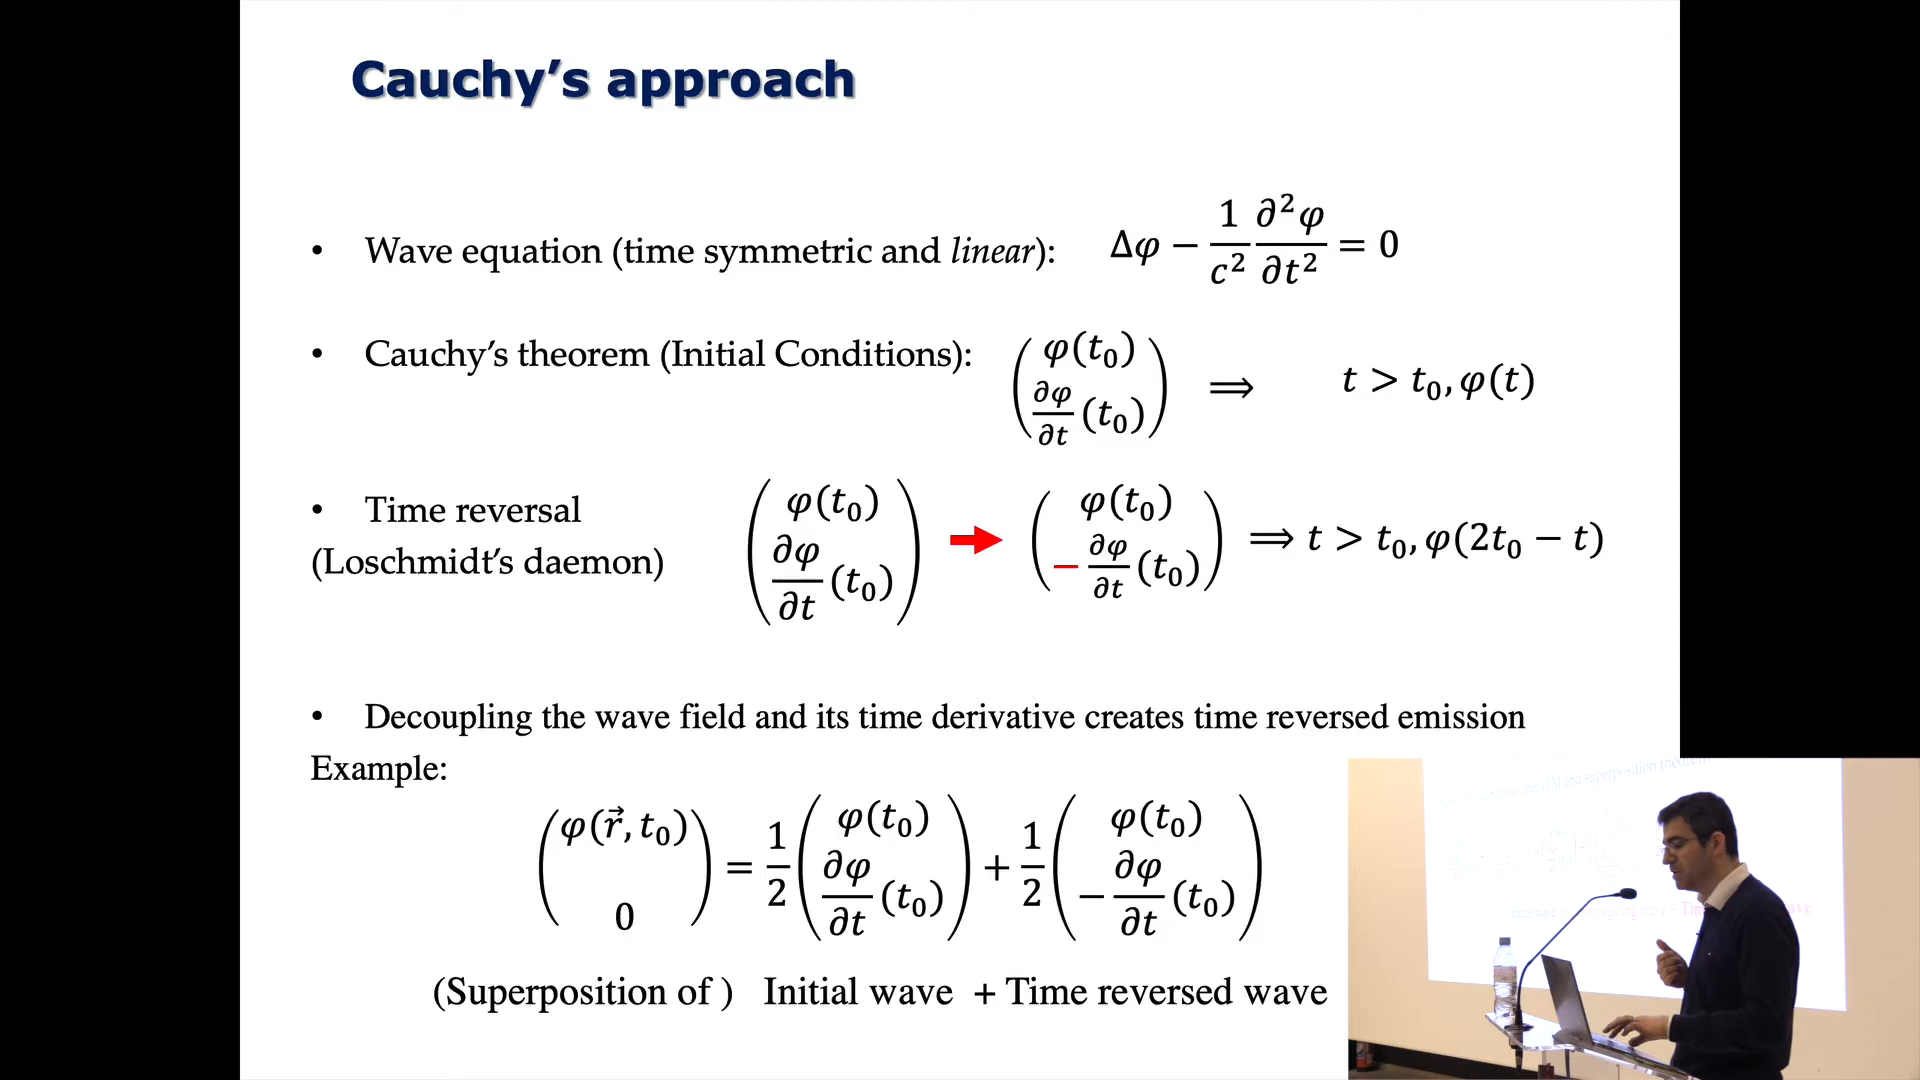 Cauchy's approach
• Wave equation (time symmetric and linear): Δφ − 1/c² ∂²φ/∂t² = 0
• Cauchy's theorem (Initial Conditions): (φ(t₀) ∂φ/∂t (t₀)) ⟹ t > t₀, φ(t)
• Time reversal
(Loschmidt's daemon) (φ(t₀) ∂φ/∂t (t₀)) (φ(t₀) − ∂φ/∂t (t₀)) ⟹ t > t₀, φ(2t₀ − t)
• Decoupling the wave field and its time derivative creates time reversed emission
Example:
(φ(r⃗, t₀) 0) = 1/2 (φ(t₀) ∂φ/∂t (t₀)) + 1/2 (φ(t₀) − ∂φ/∂t (t₀))
(Superposition of ) Initial wave + Time reversed wave